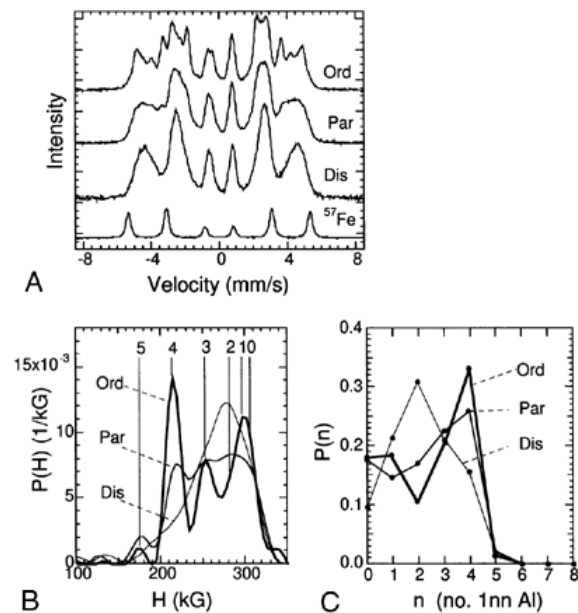 Ord
Par
Dis
57Fe
Intensity
-8 -4 0 4 8
Velocity (mm/s)
A
5 4 3 2 10
15x10-3
10
5
0
P(H) (1/kG)
Ord
Par
Dis
100 200 300
H (kG)
B
0.4
0.3
0.2
0.1
0.0
P(n)
Ord
Par
Dis
0 1 2 3 4 5 6 7 8
n (no. 1nn Al)
C